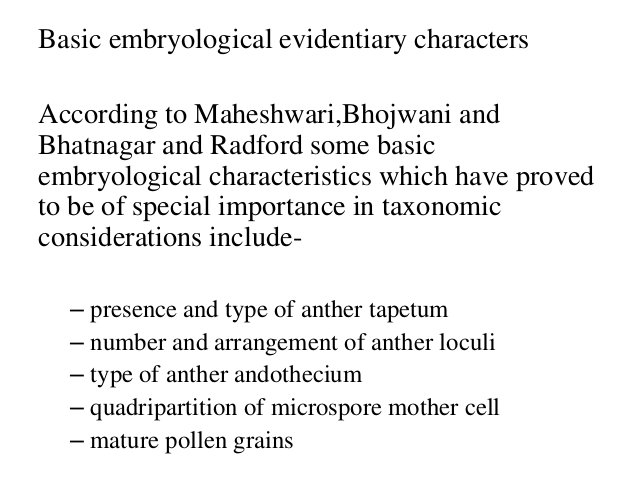 Basic embryological evidentiary characters
According to Maheshwari,Bhojwani and
Bhatnagar and Radford some basic
embryological characteristics which have proved
to be of special importance in taxonomic
considerations include-
– presence and type of anther tapetum
– number and arrangement of anther loculi
– type of anther andothecium
– quadripartition of microspore mother cell
– mature pollen grains